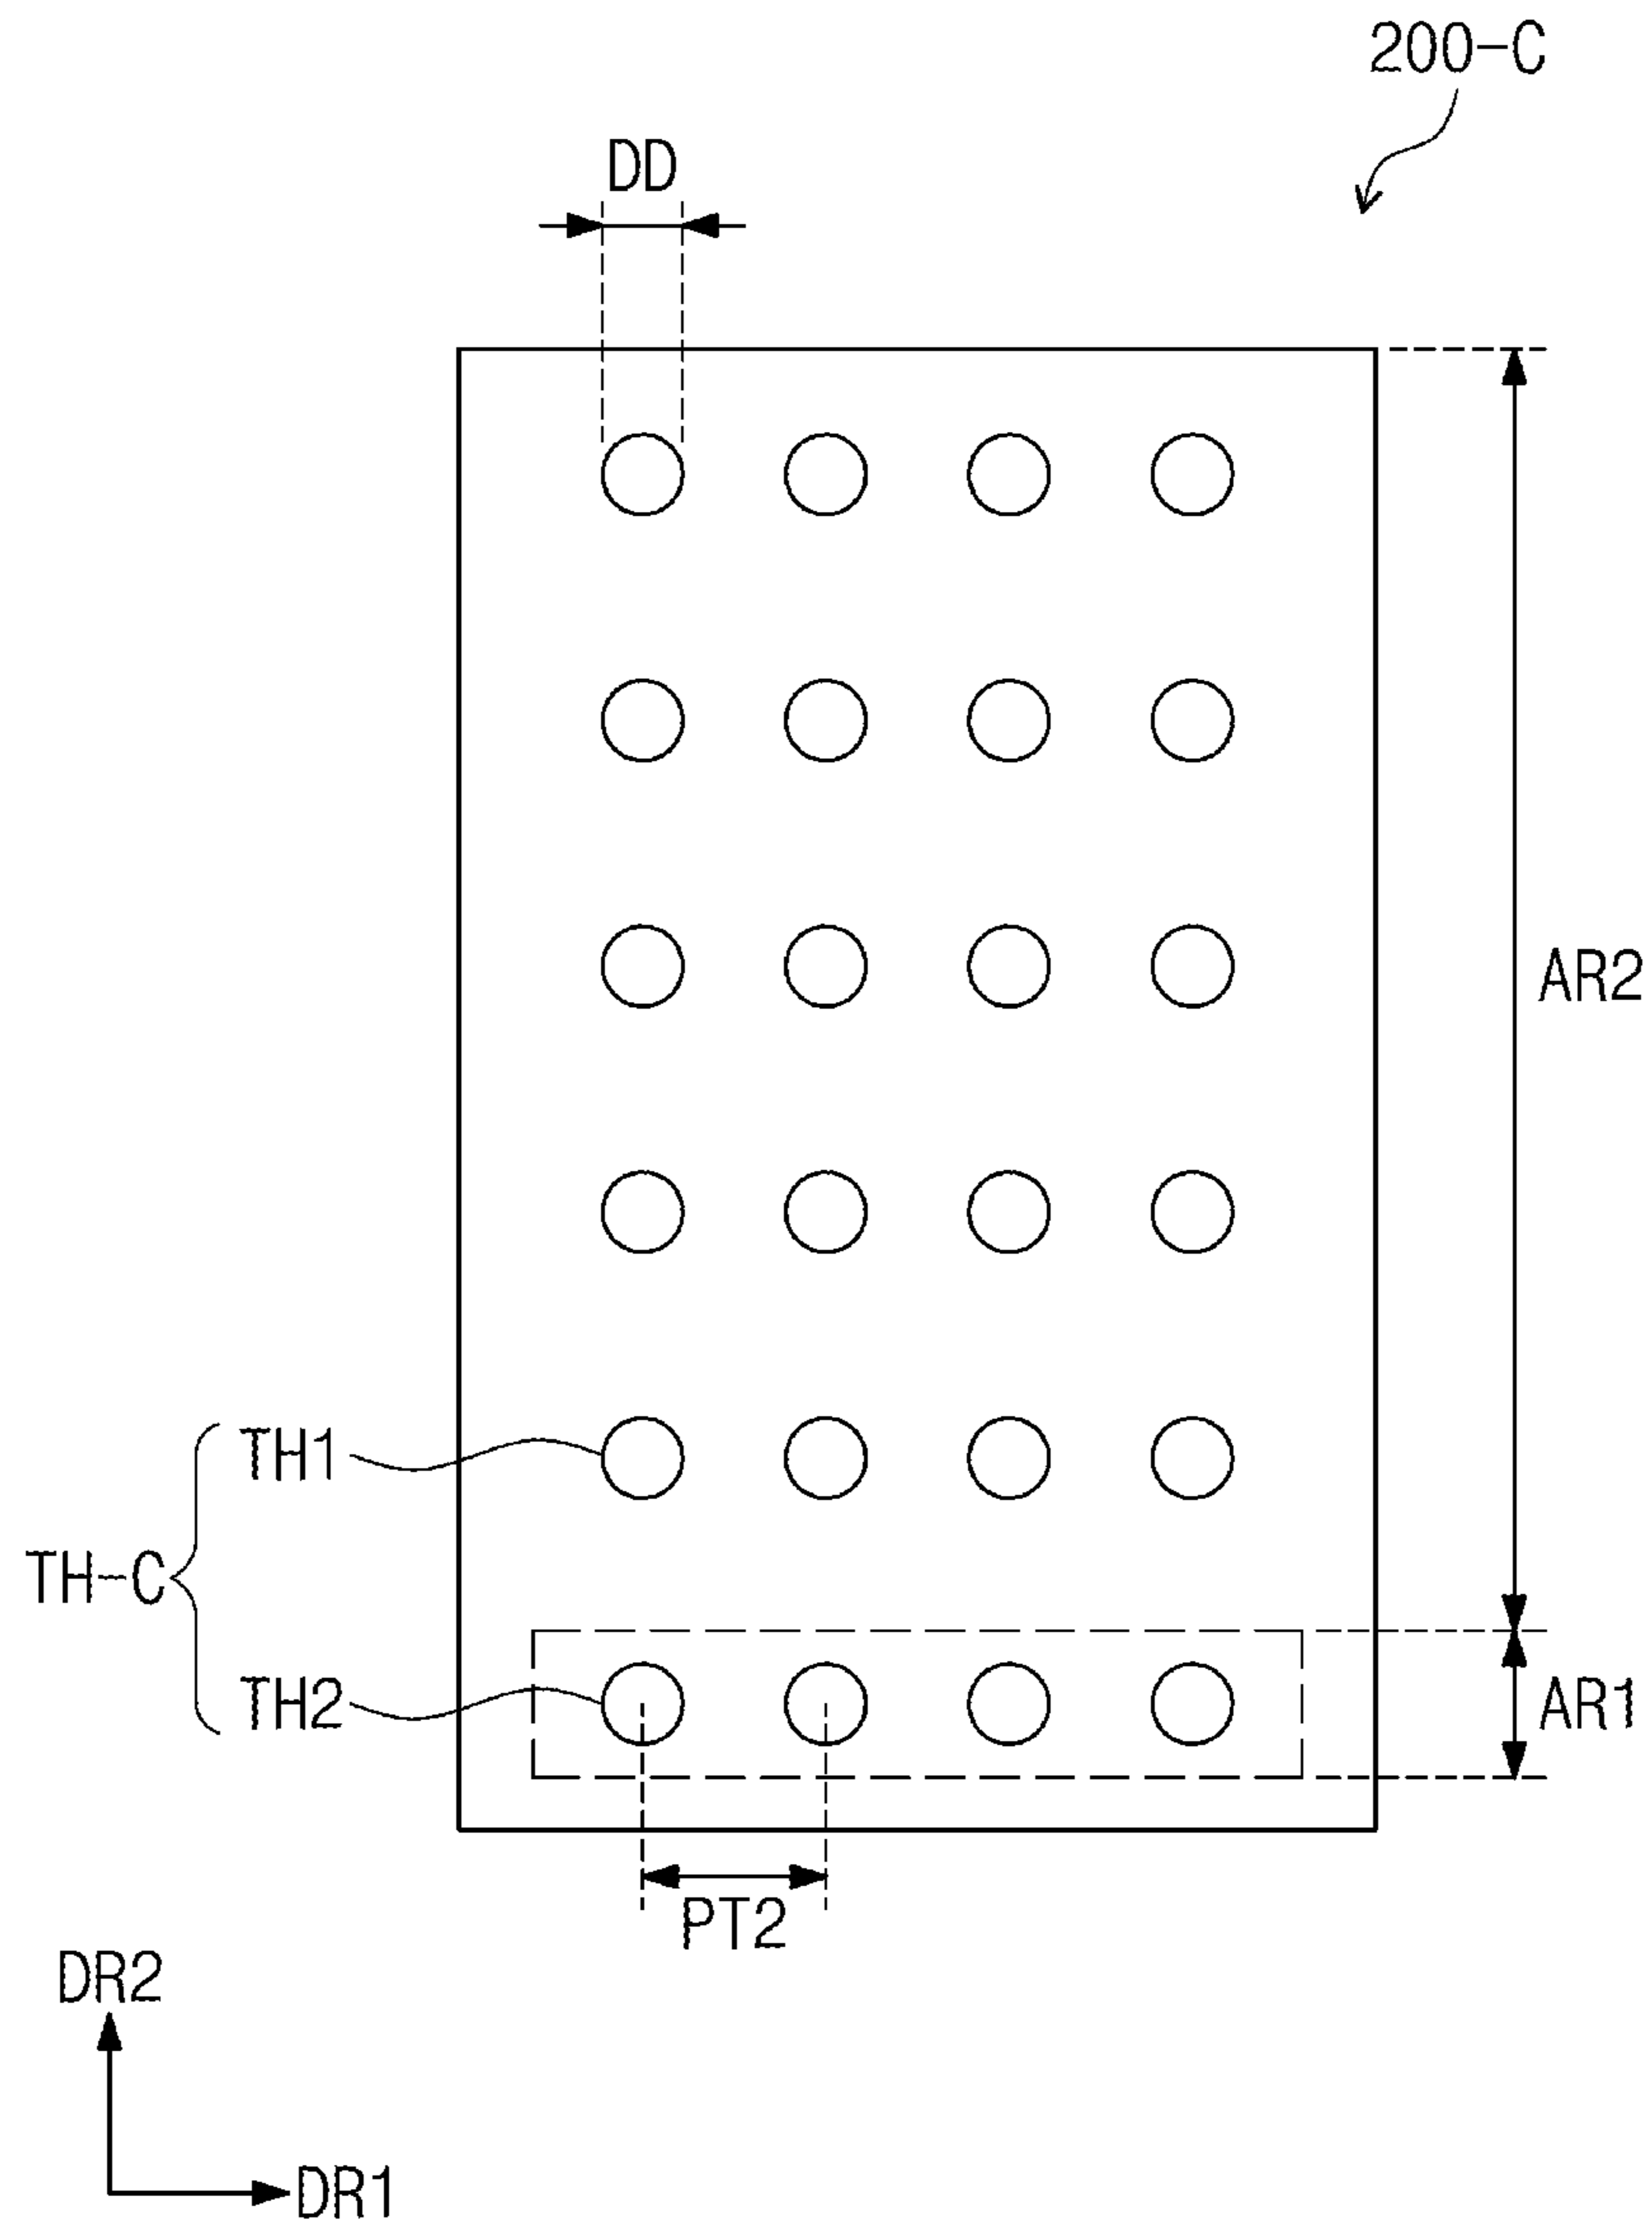 200-C
DD
AR2
TH1
TH-C
TH2
AR1
PT2
DR2
DR1